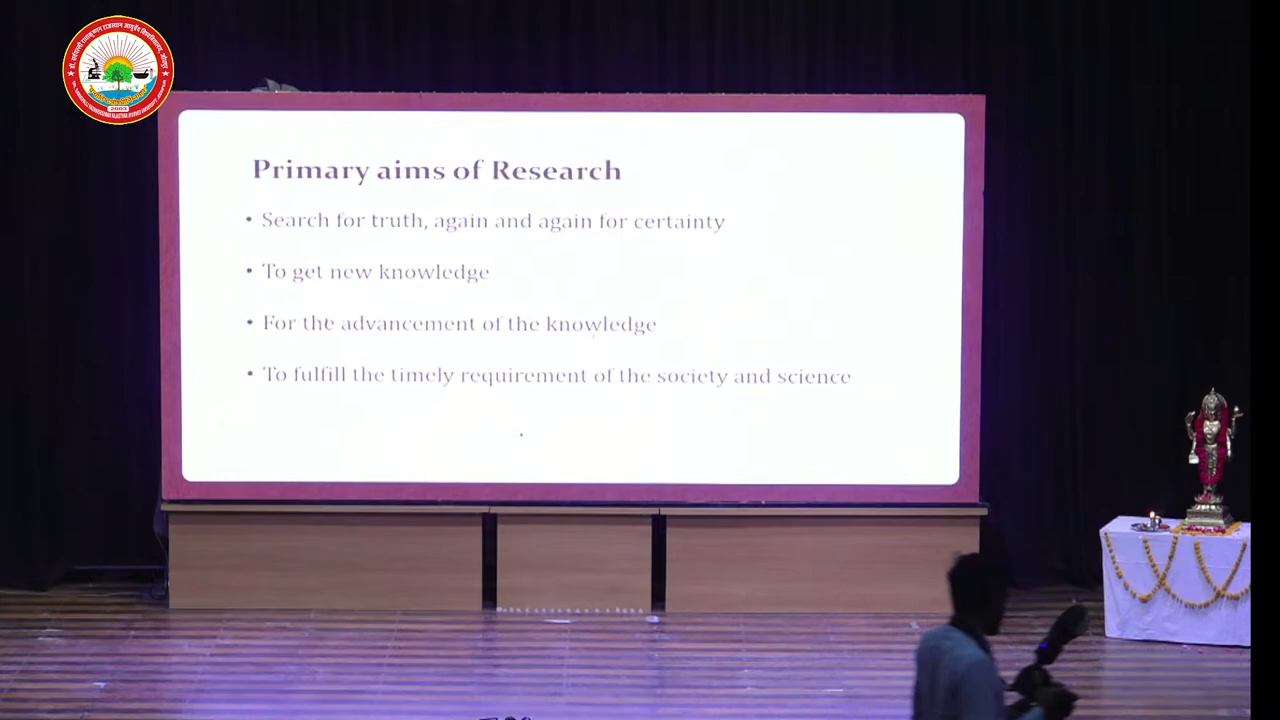 Primary aims of Research
• Search for truth, again and again for certainty
• To get new knowledge
• For the advancement of the knowledge
• To fulfill the timely requirement of the society and science
2003